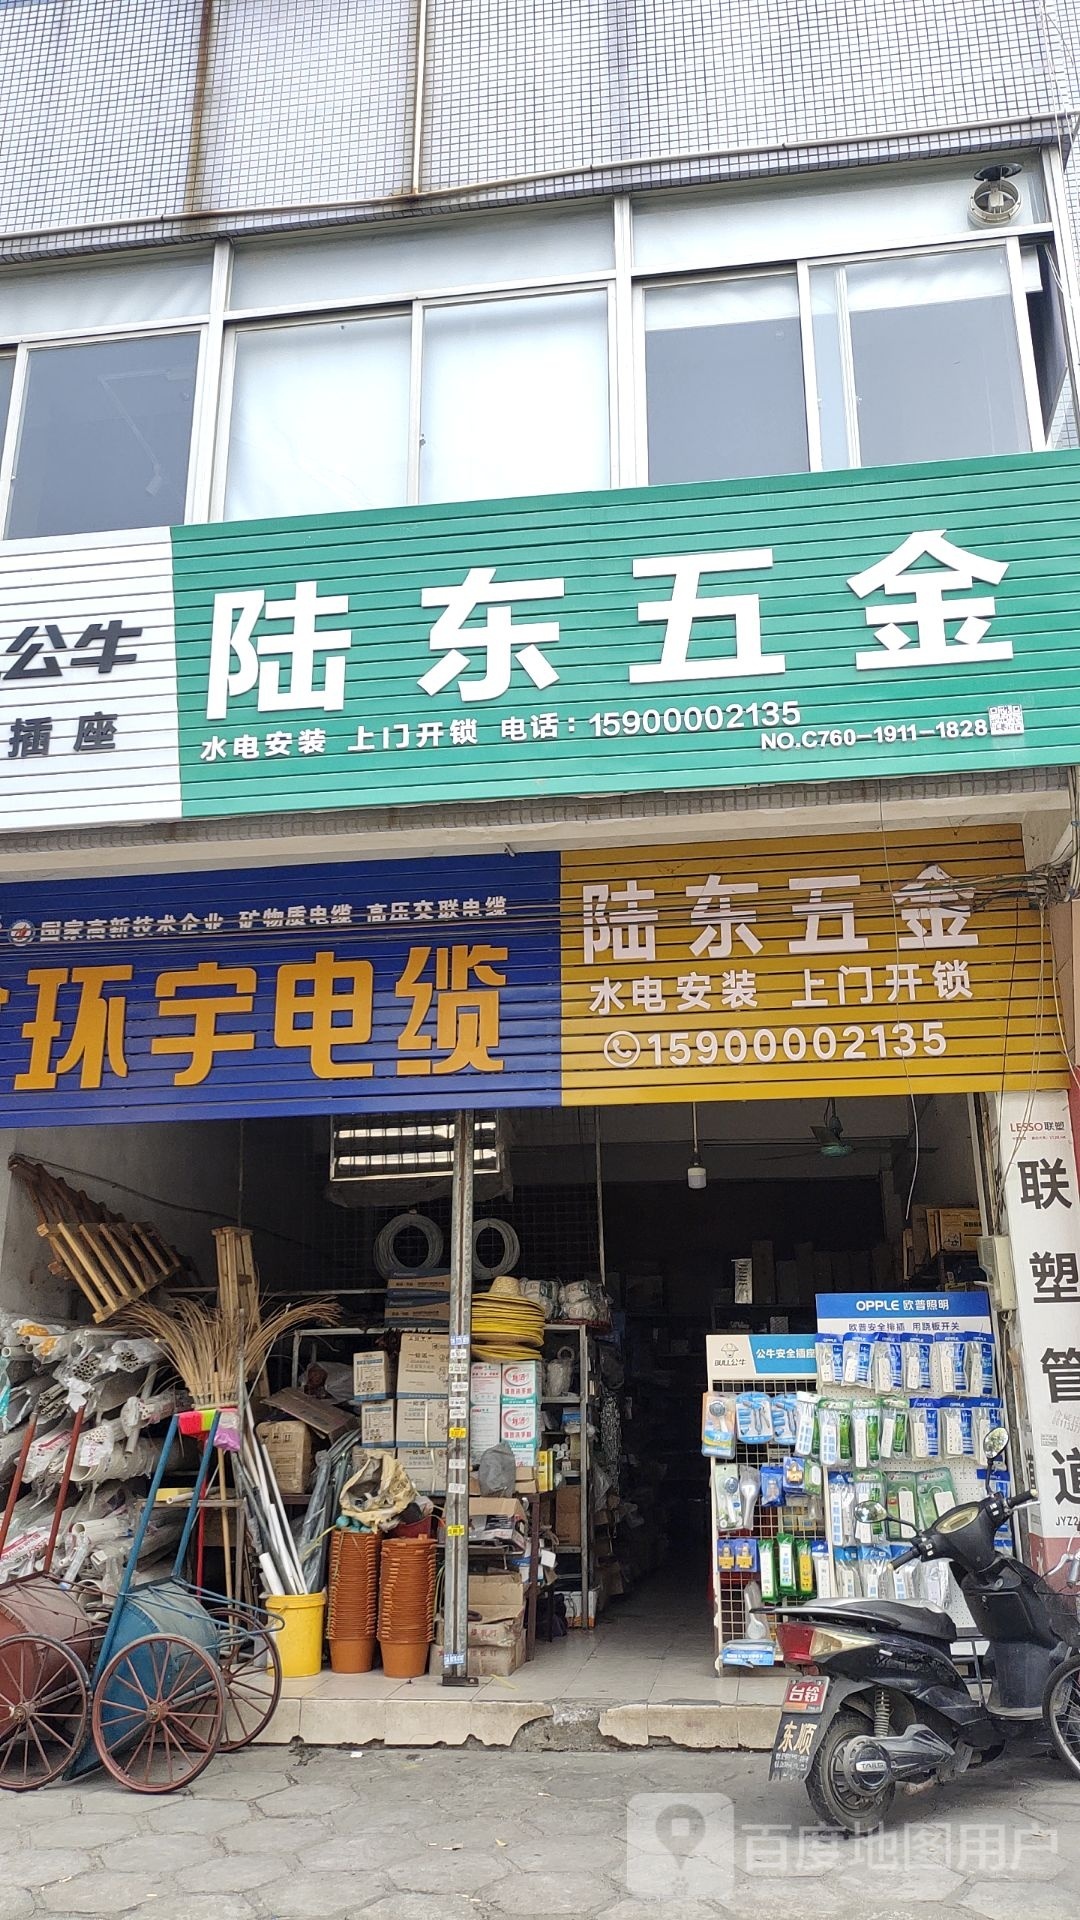 公牛
插座
陆东五金
水电安装 上门开锁 电话：15900002135
NO.C760-1911-1828
国家高新技术企业 矿物质电缆 高压交联电缆
环宇电缆
陆东五金
水电安装 上门开锁
15900002135
LESSO联塑
联塑管道
OPPLE 欧普照明
欧普安全排插 用跷板开关
BULL公牛 公牛安全插座
台铃
东顺
TAILG
百度地图用户